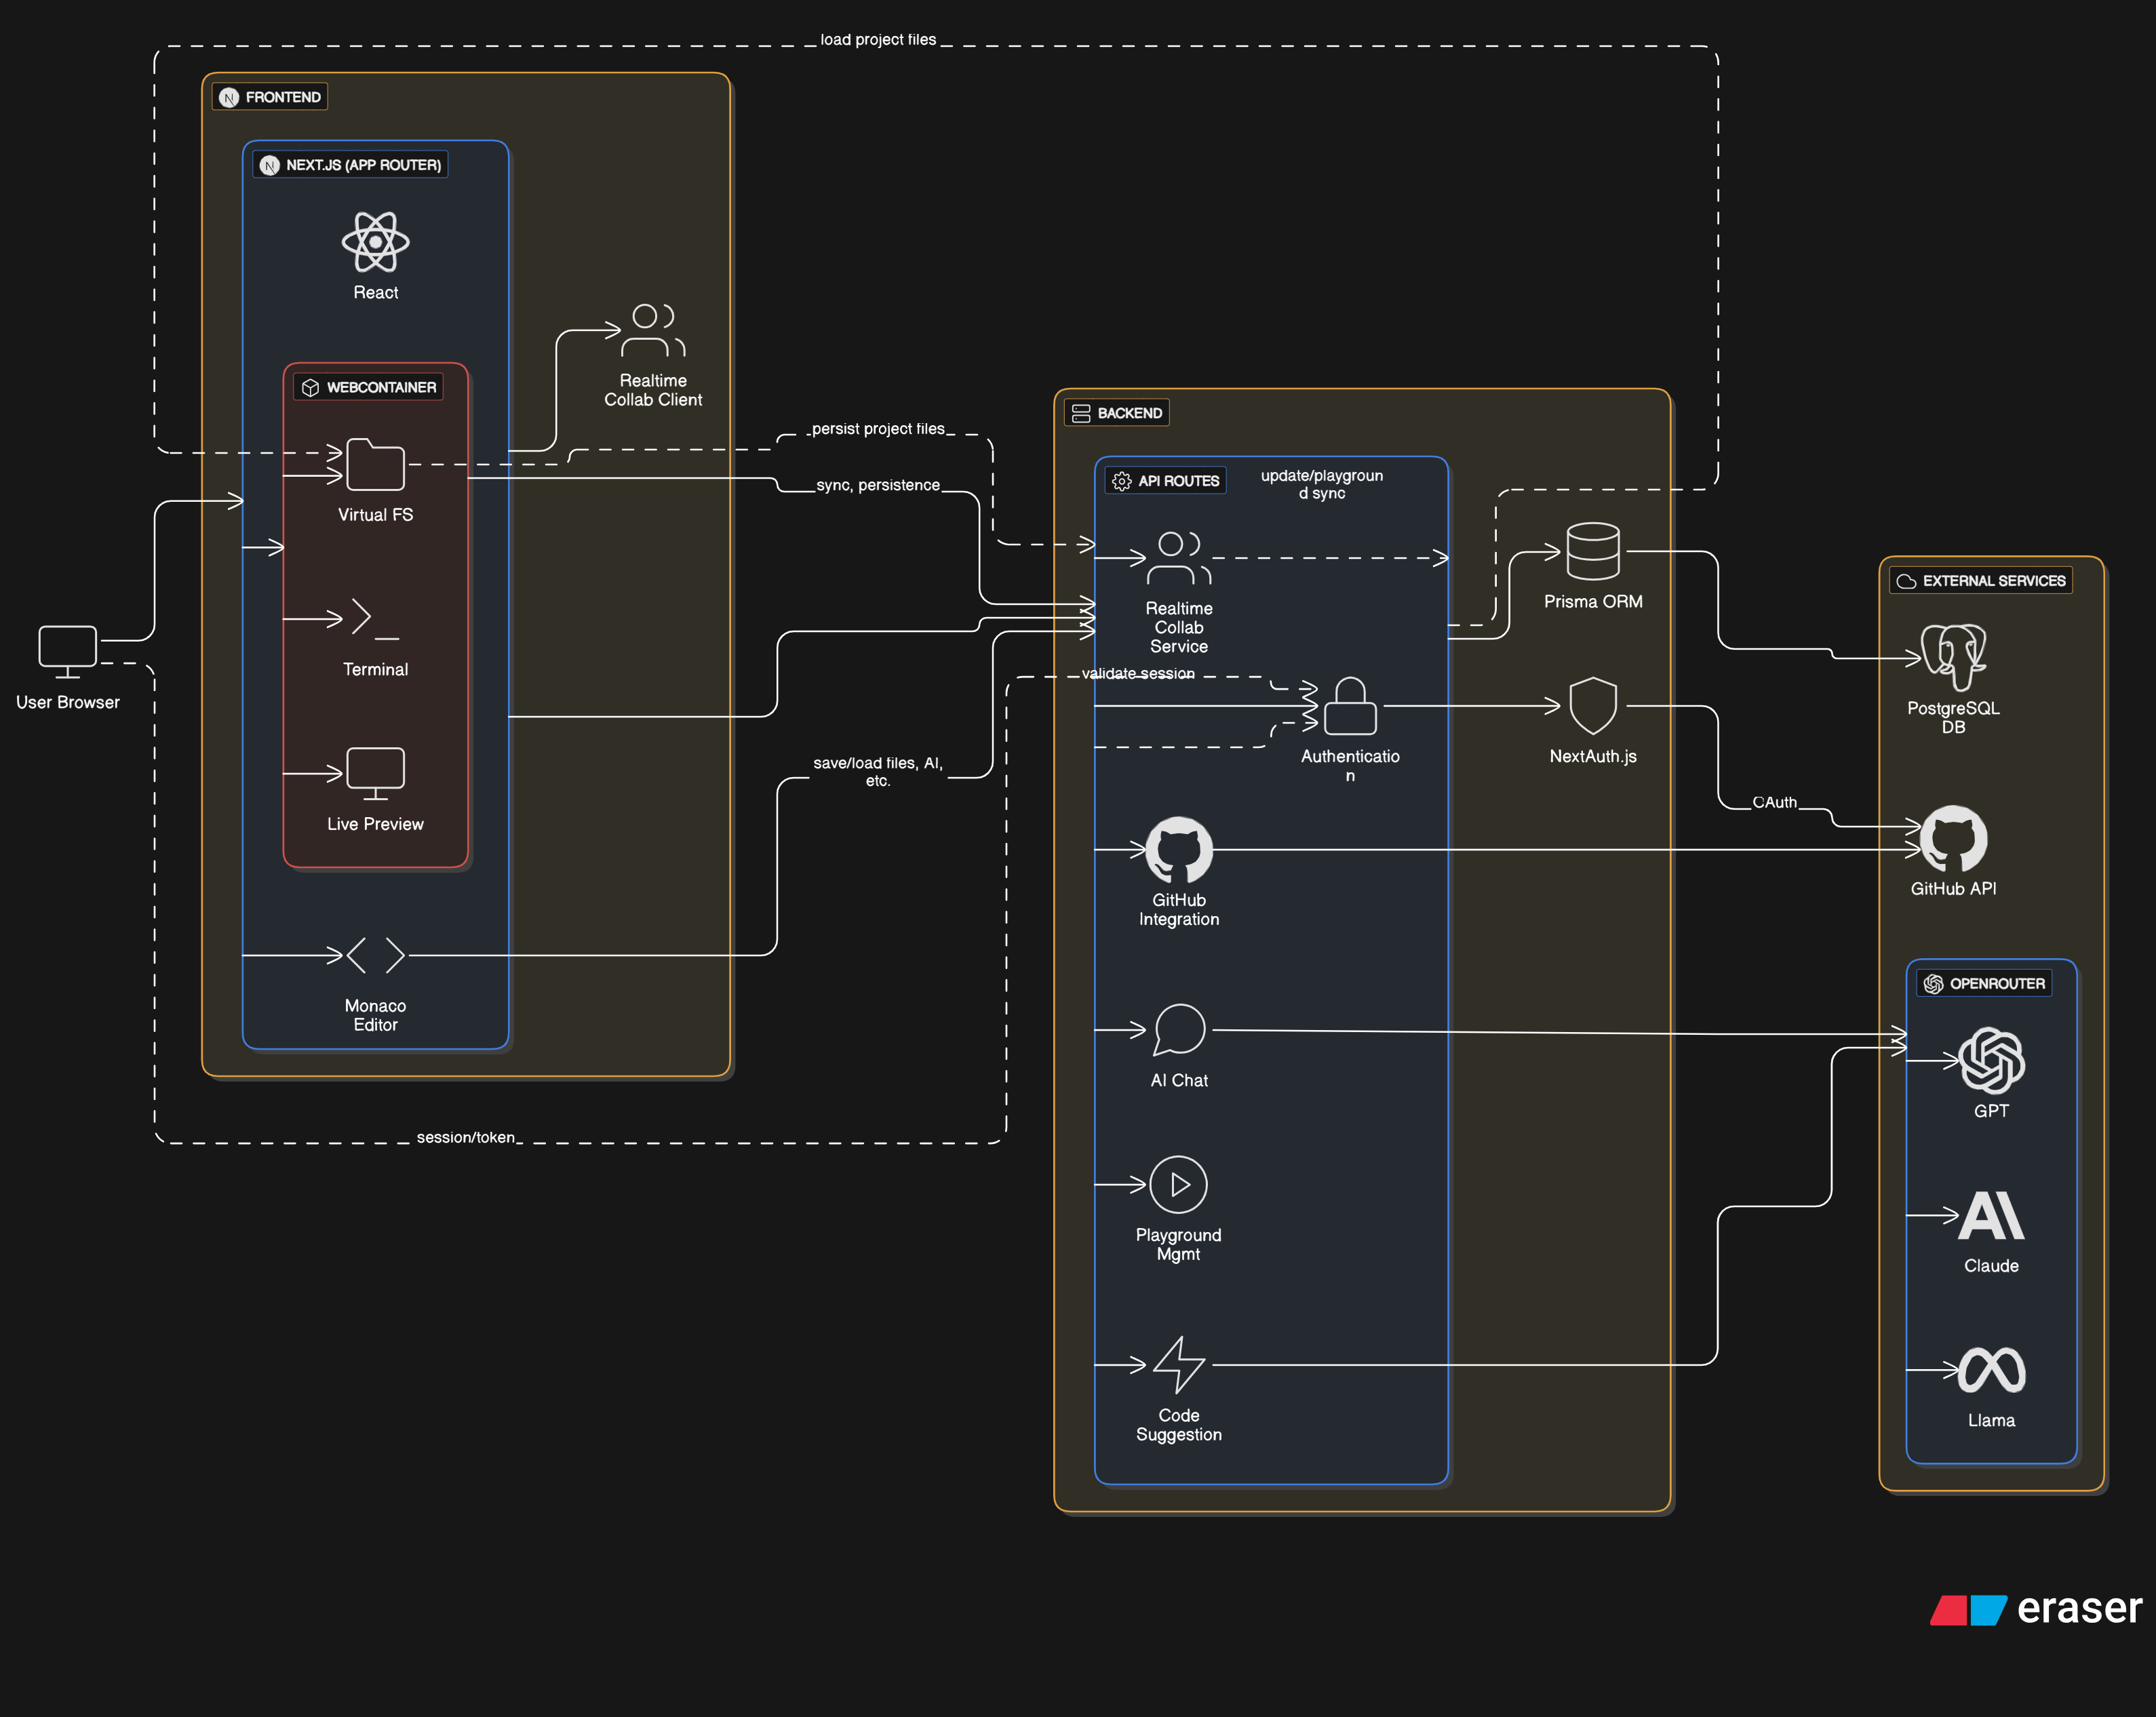 load project files
FRONTEND
NEXT.JS (APP ROUTER)
React
WEBCONTAINER
Realtime
Collab Client
Virtual FS
Terminal
Live Preview
Monaco
Editor
User Browser
persist project files
sync, persistence
save/load files, AI,
etc.
session/token
BACKEND
API ROUTES
update/playgroun
d sync
Realtime
Collab
Service
validate session
Authenticatio
n
GitHub
Integration
AI Chat
Playground
Mgmt
Code
Suggestion
Prisma ORM
NextAuth.js
OAuth
EXTERNAL SERVICES
PostgreSQL
DB
GitHub API
OPENROUTER
GPT
Claude
Llama
eraser